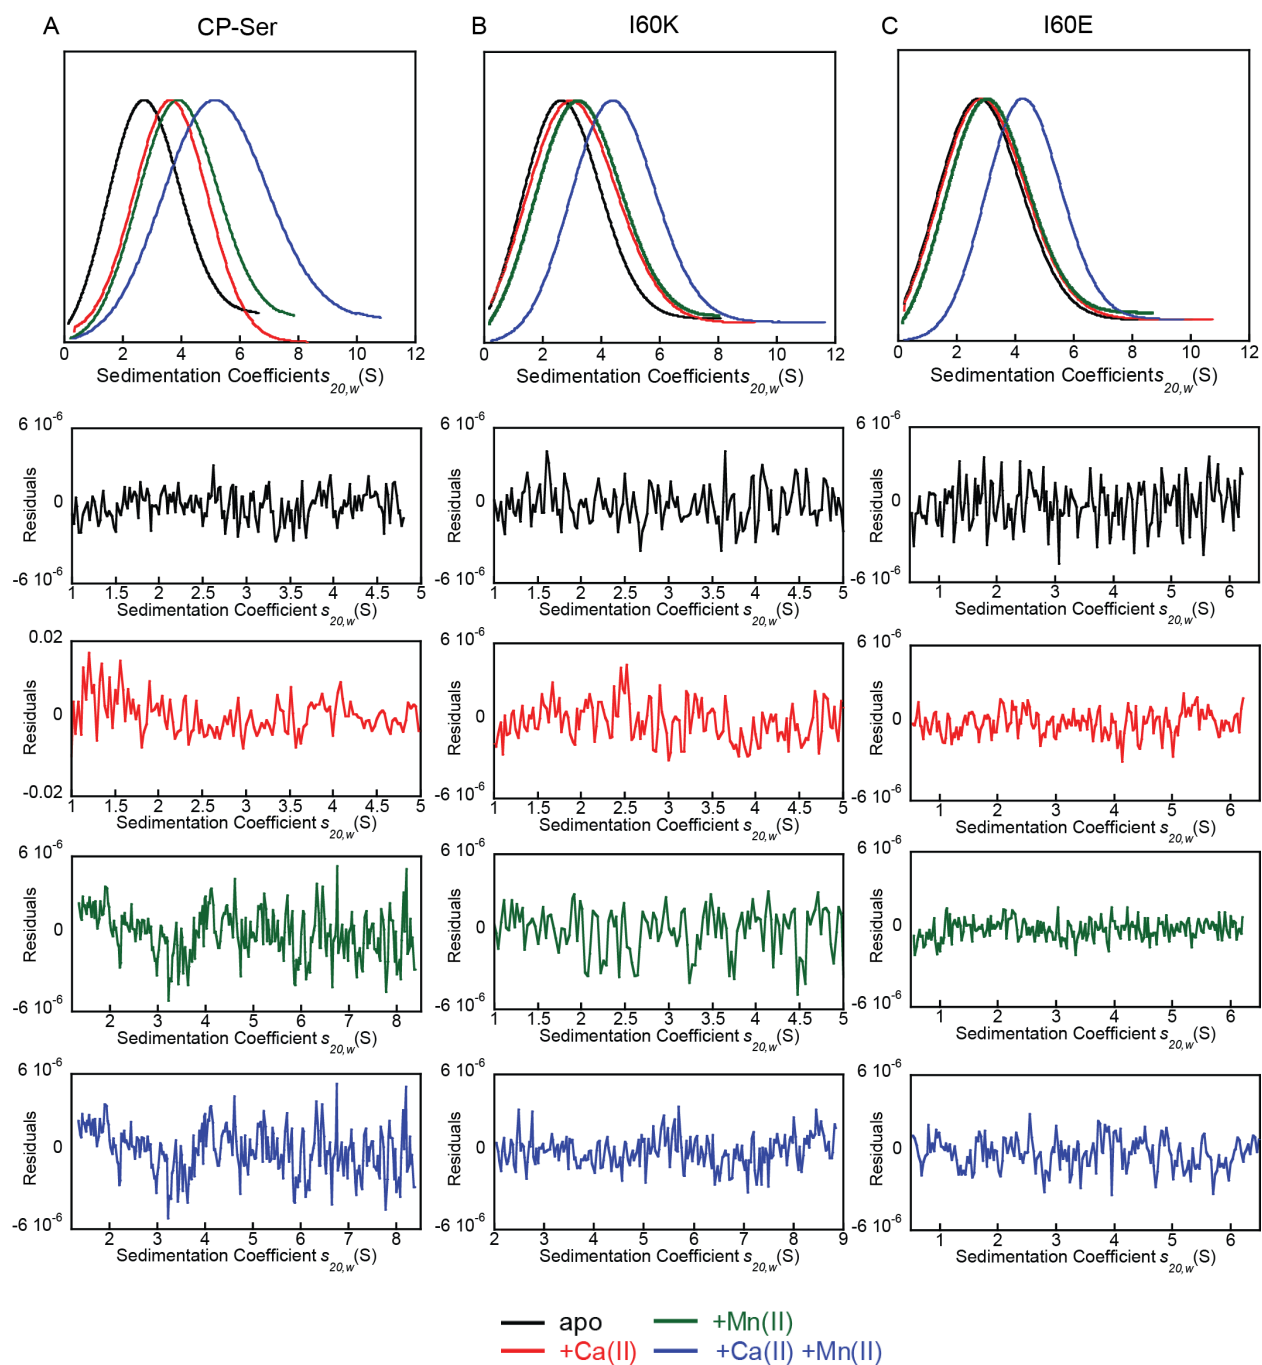 A CP-Ser B I60K C I60E
0 2 4 6 8 10 12 0 2 4 6 8 10 12 0 2 4 6 8 10 12
Sedimentation Coefficient s20,w(S) Sedimentation Coefficient s20,w(S) Sedimentation Coefficient s20,w(S)
6 10-6 6 10-6 6 10-6
Residuals Residuals Residuals
0 0 0
-6 10-6 -6 10-6 -6 10-6
1 1.5 2 2.5 3 3.5 4 4.5 5 1 1.5 2 2.5 3 3.5 4 4.5 5 1 2 3 4 5 6
Sedimentation Coefficient s20,w(S) Sedimentation Coefficient s20,w(S) Sedimentation Coefficient s20,w(S)
0.02 6 10-6 6 10-6
Residuals Residuals Residuals
0 0 0
-0.02 -6 10-6 -6 10-6
1 1.5 2 2.5 3 3.5 4 4.5 5 1 1.5 2 2.5 3 3.5 4 4.5 5 1 2 3 4 5 6
Sedimentation Coefficient s20,w(S) Sedimentation Coefficient s20,w(S) Sedimentation Coefficient s20,w(S)
6 10-6 6 10-6 6 10-6
Residuals Residuals Residuals
0 0 0
-6 10-6 -6 10-6 -6 10-6
2 3 4 5 6 7 8 1 1.5 2 2.5 3 3.5 4 4.5 5 1 2 3 4 5 6
Sedimentation Coefficient s20,w(S) Sedimentation Coefficient s20,w(S) Sedimentation Coefficient s20,w(S)
6 10-6 6 10-6 6 10-6
Residuals Residuals Residuals
0 0 0
-6 10-6 -6 10-6 -6 10-6
2 3 4 5 6 7 8 2 3 4 5 6 7 8 9 1 2 3 4 5 6
Sedimentation Coefficient s20,w(S) Sedimentation Coefficient s20,w(S) Sedimentation Coefficient s20,w(S)
apo +Mn(II)
+Ca(II) +Ca(II) +Mn(II)